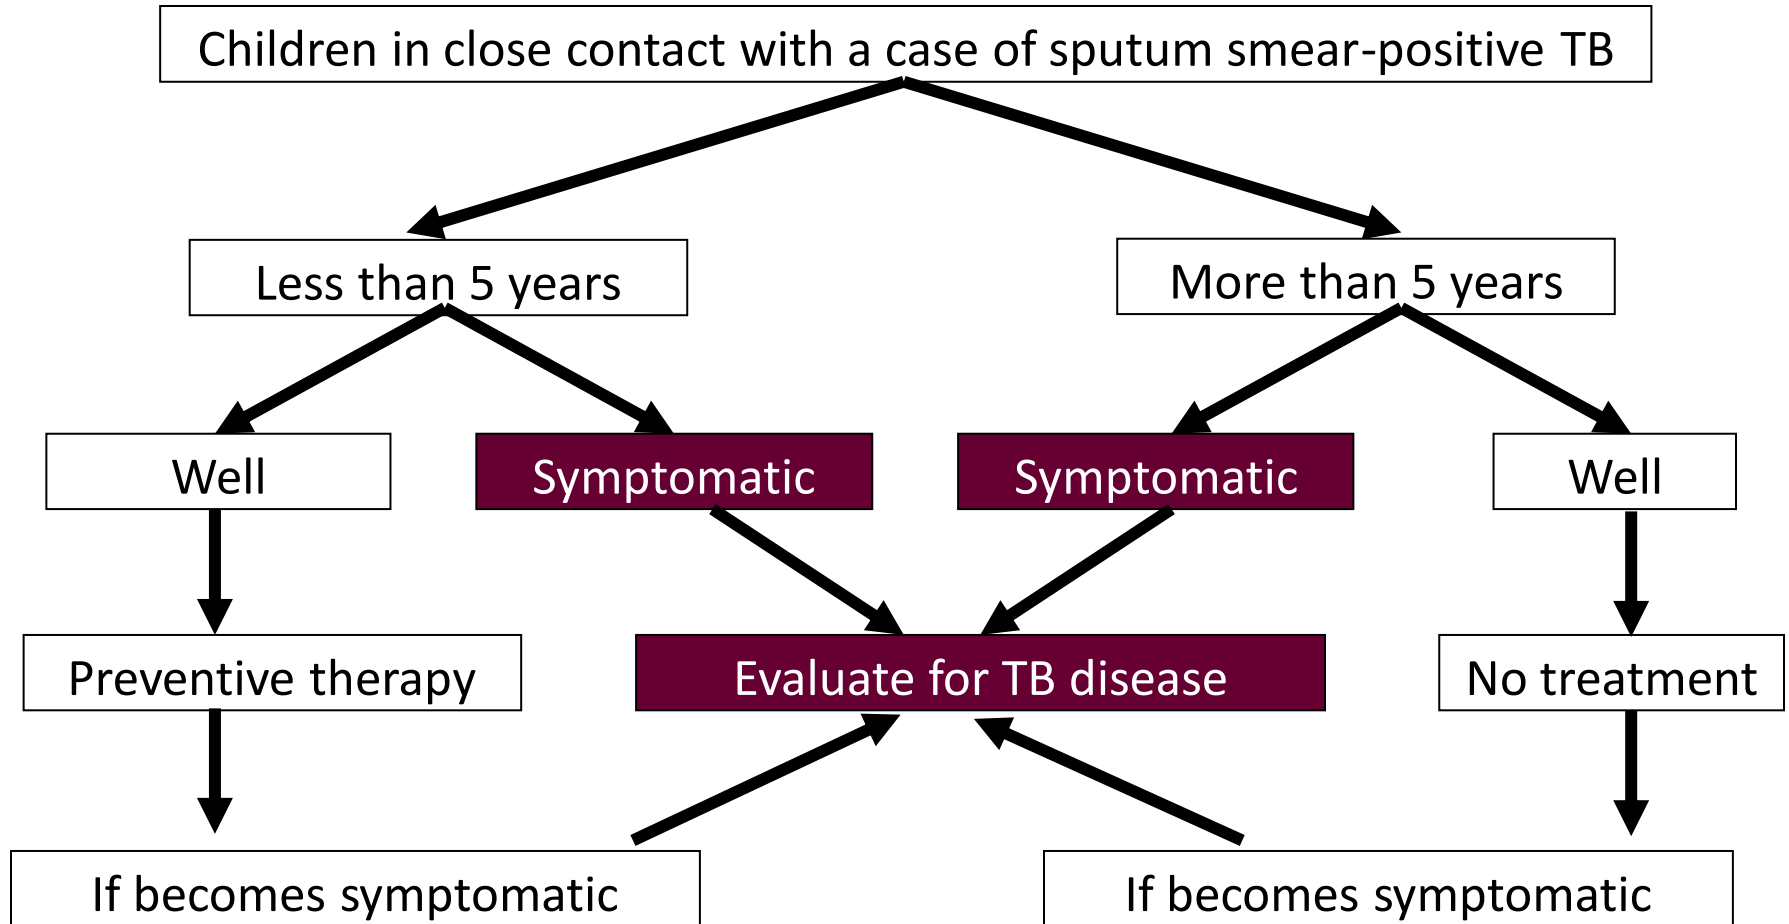 Children in close contact with a case of sputum smear-positive TB
Less than 5 years
More than 5 years
Well
Symptomatic
Symptomatic
Well
Preventive therapy
Evaluate for TB disease
No treatment
If becomes symptomatic
If becomes symptomatic